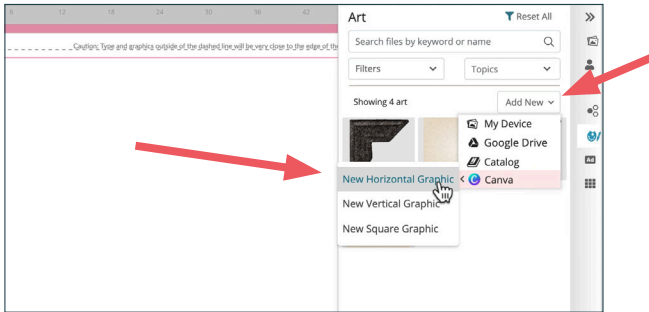 6 12 18 24 30 36 42
Caution: Type and graphics outside of the dashed line will be very close to the edge of the
Art
Reset All
Search files by keyword or name
Filters
Topics
Showing 4 art
Add New
My Device
Google Drive
Catalog
Canva
New Horizontal Graphic
New Vertical Graphic
New Square Graphic
Ad